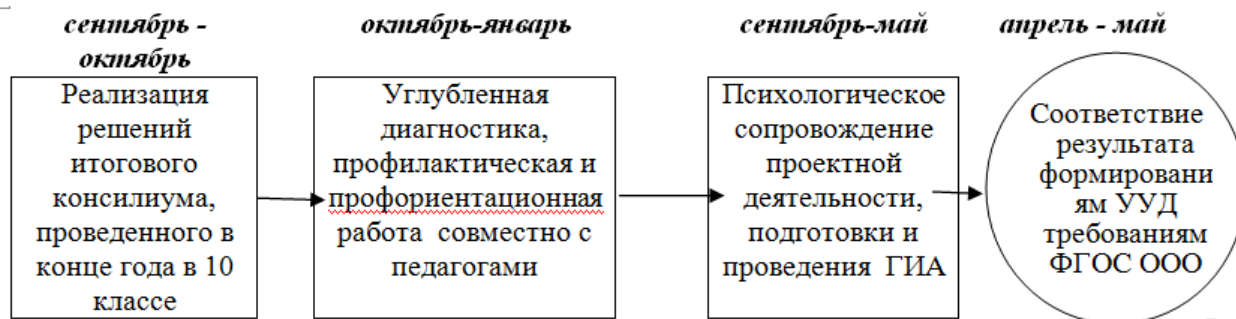 сентябрь -
октябрь
октябрь-январь
сентябрь-май
апрель - май
Реализация
решений
итогового
консилиума,
проведенного в
конце года в 10
классе
Углубленная
диагностика,
профилактическая и
профориентационная
работа совместно с
педагогами
Психологическое
сопровождение
проектной
деятельности,
подготовки и
проведения ГИА
Соответствие
результата
формировани
ям УУД
требованиям
ФГОС ООО